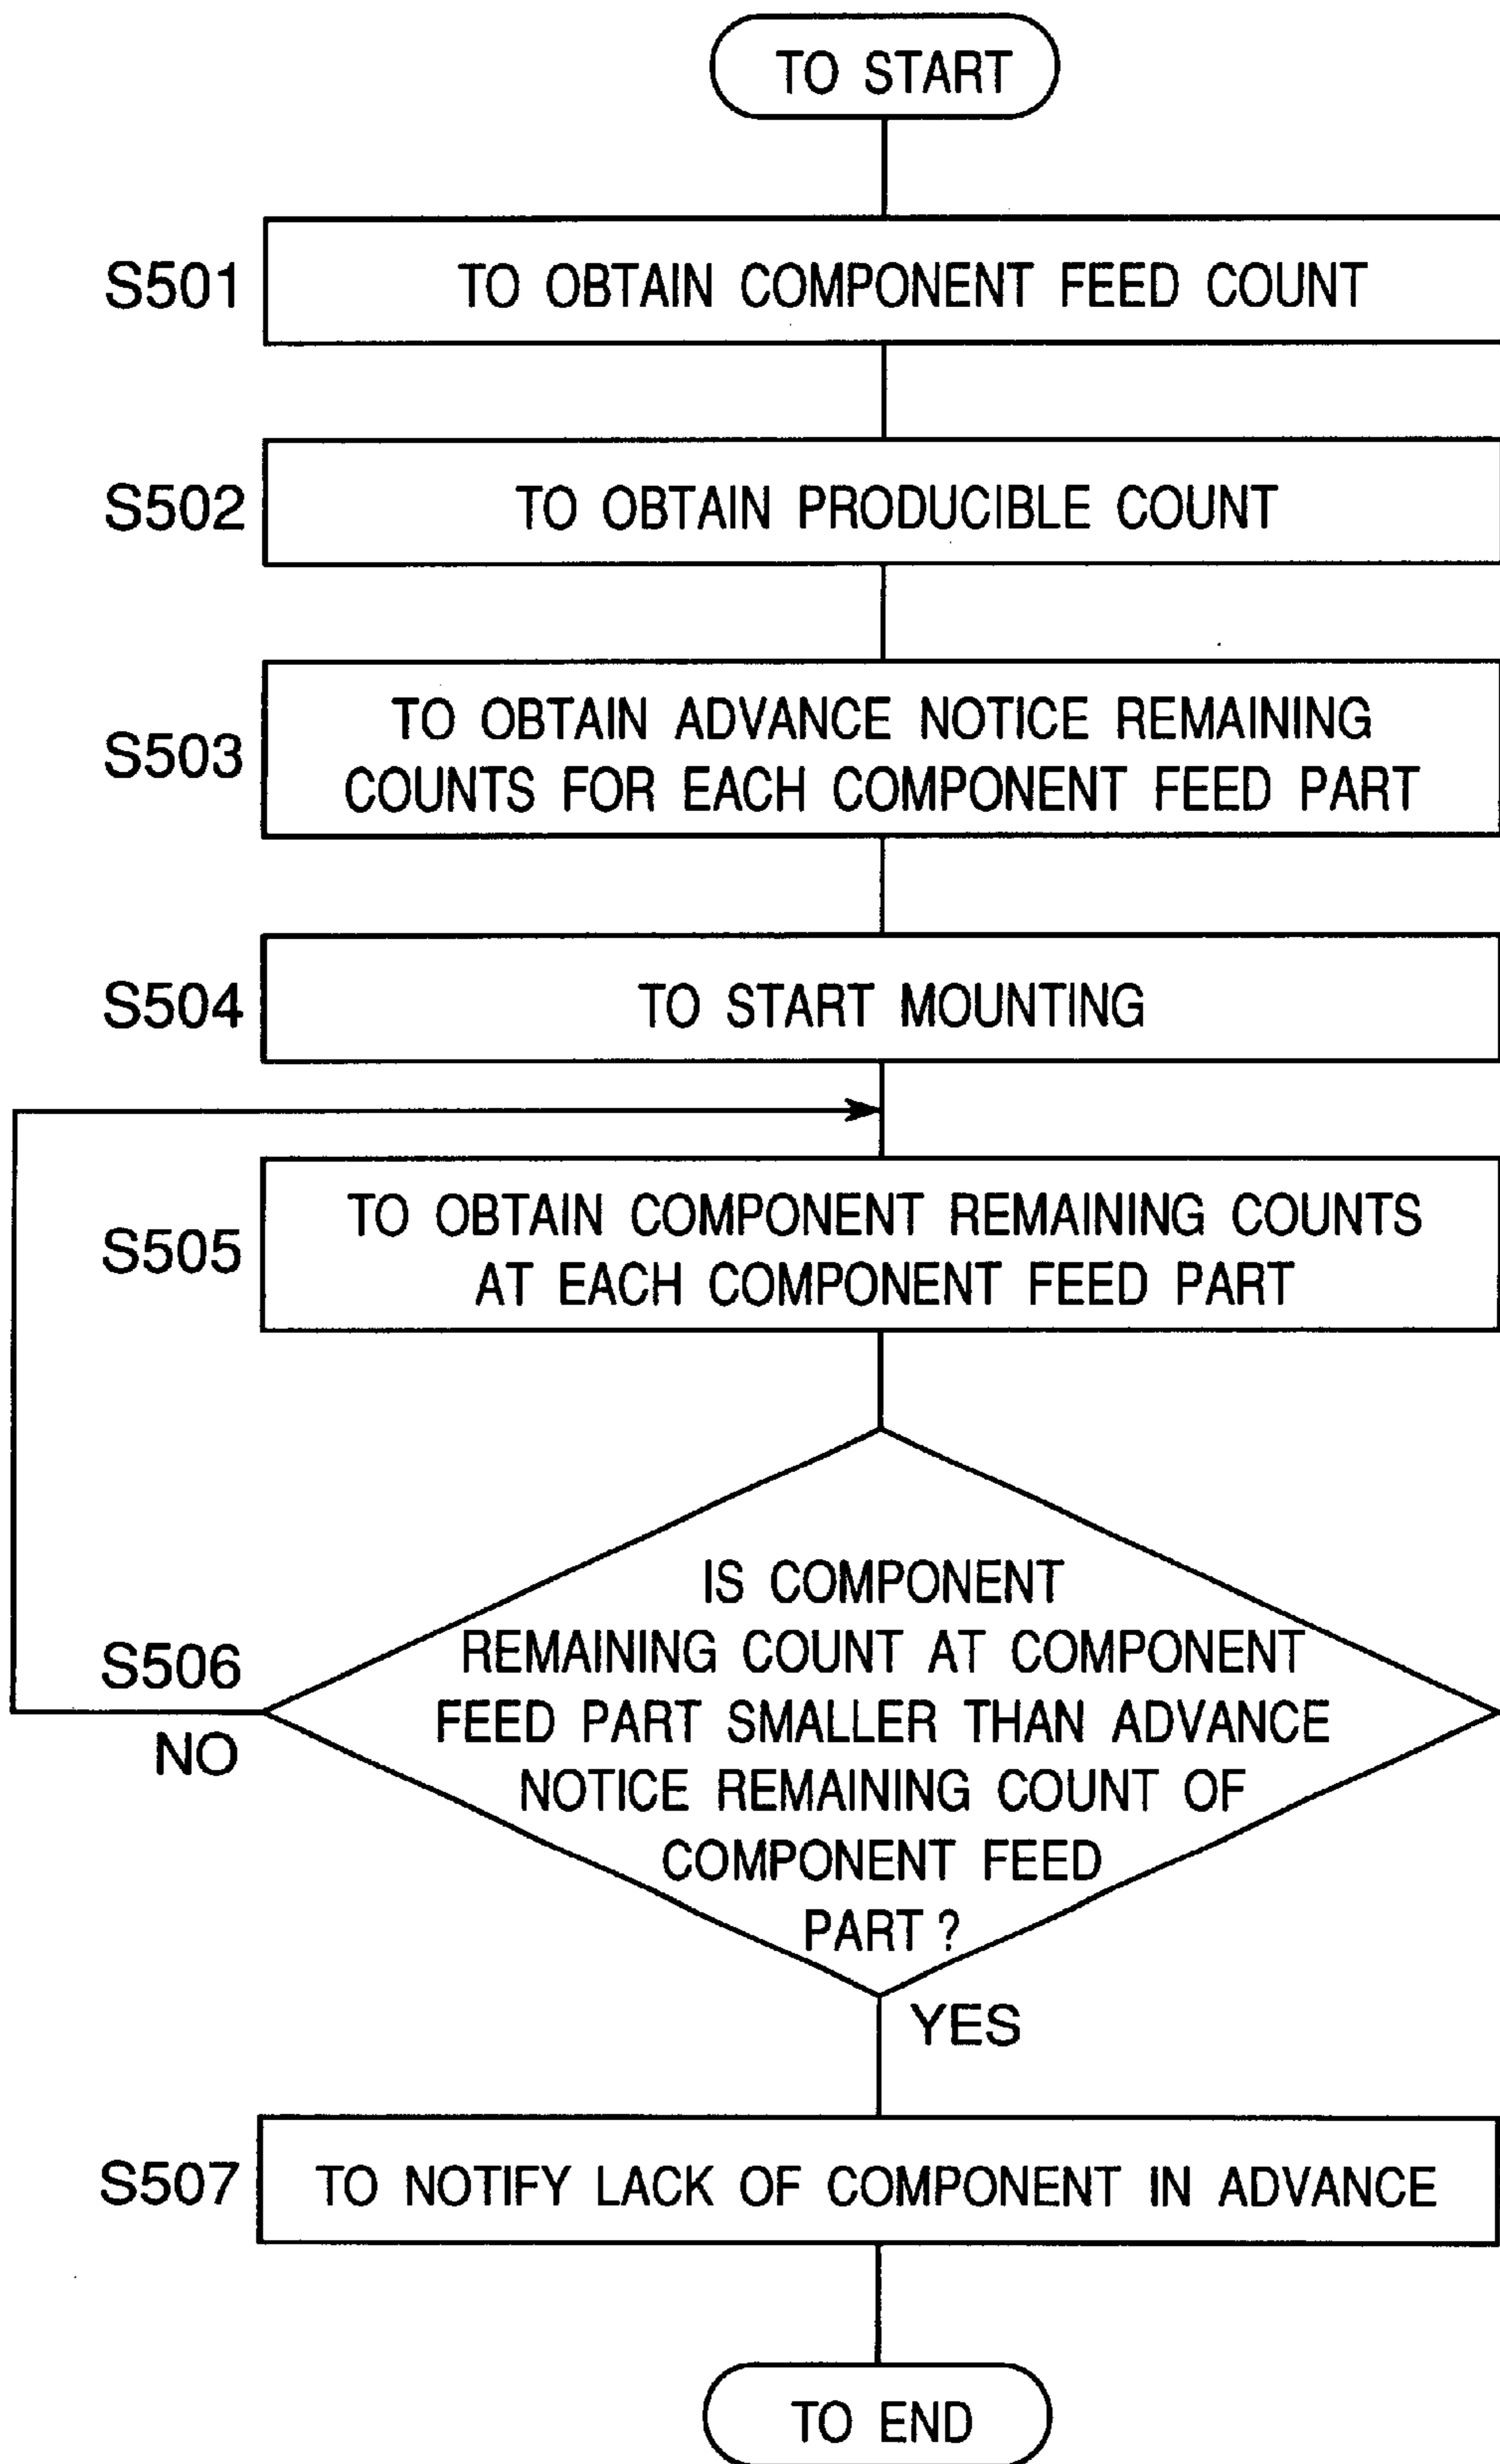 TO START
S501
TO OBTAIN COMPONENT FEED COUNT
S502
TO OBTAIN PRODUCIBLE COUNT
S503
TO OBTAIN ADVANCE NOTICE REMAINING
COUNTS FOR EACH COMPONENT FEED PART
S504
TO START MOUNTING
S505
TO OBTAIN COMPONENT REMAINING COUNTS
AT EACH COMPONENT FEED PART
S506
IS COMPONENT
REMAINING COUNT AT COMPONENT
FEED PART SMALLER THAN ADVANCE
NOTICE REMAINING COUNT OF
COMPONENT FEED
PART ?
NO
YES
S507
TO NOTIFY LACK OF COMPONENT IN ADVANCE
TO END